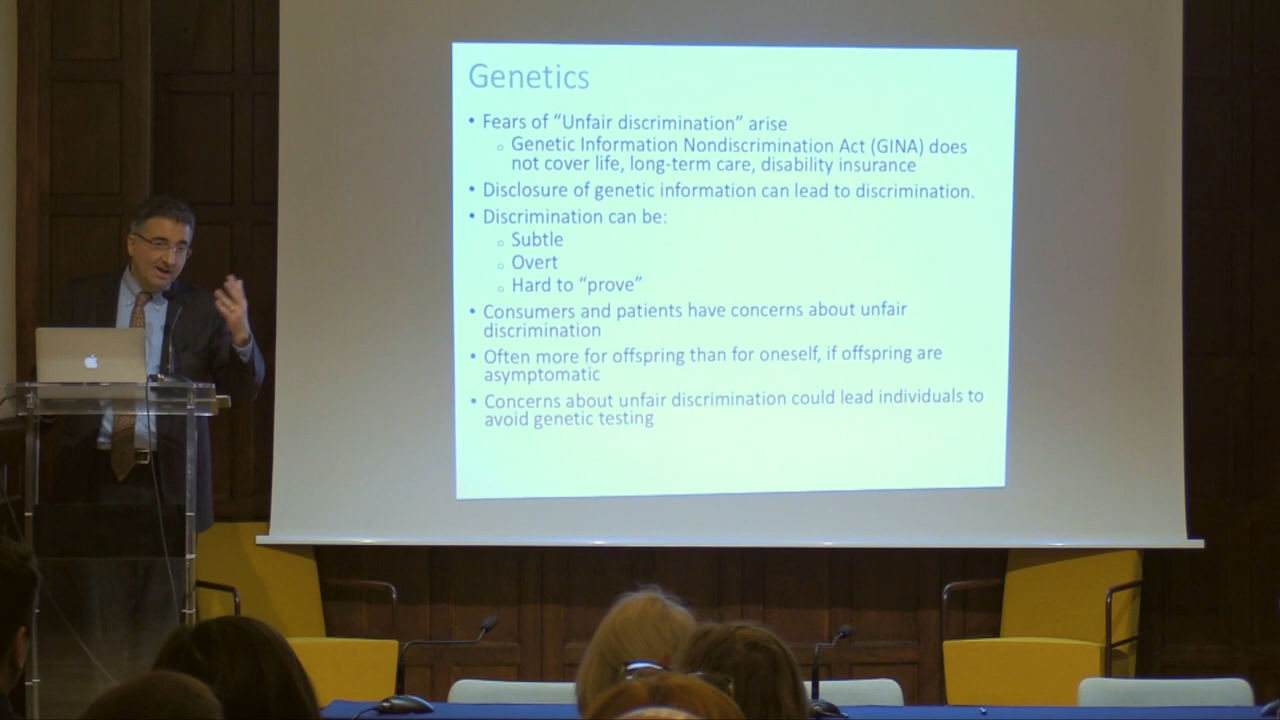 Genetics
• Fears of “Unfair discrimination” arise
○ Genetic Information Nondiscrimination Act (GINA) does
not cover life, long-term care, disability insurance
• Disclosure of genetic information can lead to discrimination.
• Discrimination can be:
○ Subtle
○ Overt
○ Hard to “prove”
• Consumers and patients have concerns about unfair
discrimination
• Often more for offspring than for oneself, if offspring are
asymptomatic
• Concerns about unfair discrimination could lead individuals to
avoid genetic testing